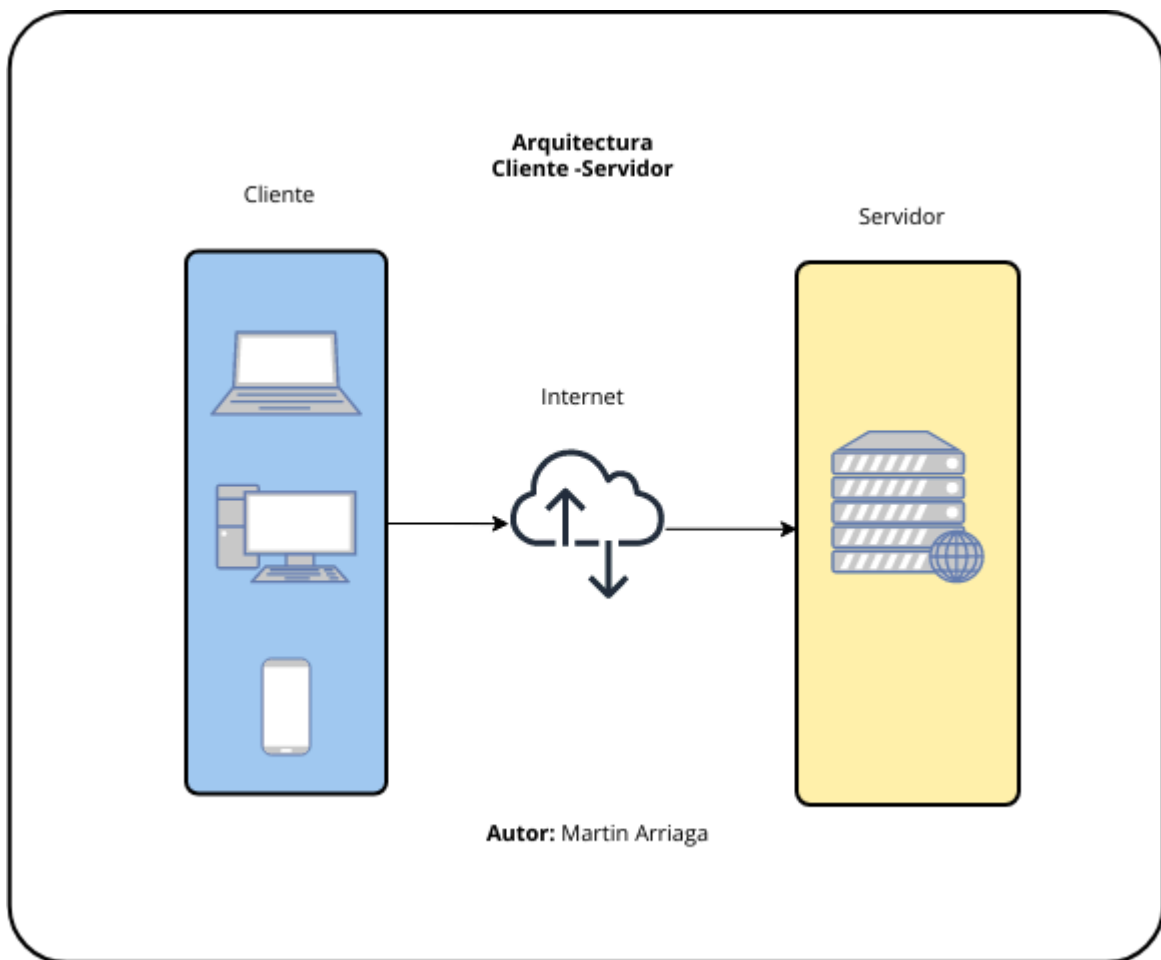 Arquitectura
Cliente -Servidor
Cliente
Servidor
Internet
Autor: Martin Arriaga